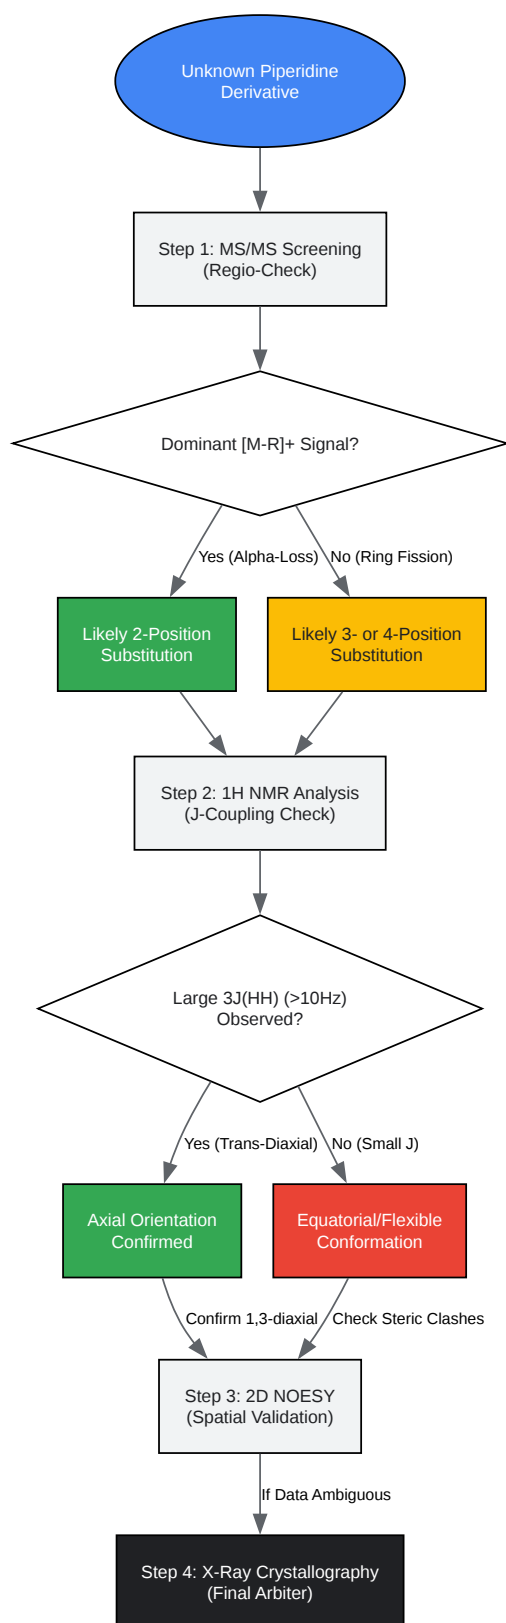 Unknown Piperidine
Derivative
Step 1: MS/MS Screening
(Regio-Check)
Dominant [M-R]+ Signal?
Yes (Alpha-Loss)
No (Ring Fission)
Likely 2-Position
Substitution
Likely 3- or 4-Position
Substitution
Step 2: 1H NMR Analysis
(J-Coupling Check)
Large 3J(HH) (>10Hz)
Observed?
Yes (Trans-Diaxial)
No (Small J)
Axial Orientation
Confirmed
Equatorial/Flexible
Conformation
Confirm 1,3-diaxial
Check Steric Clashes
Step 3: 2D NOESY
(Spatial Validation)
If Data Ambiguous
Step 4: X-Ray Crystallography
(Final Arbiter)